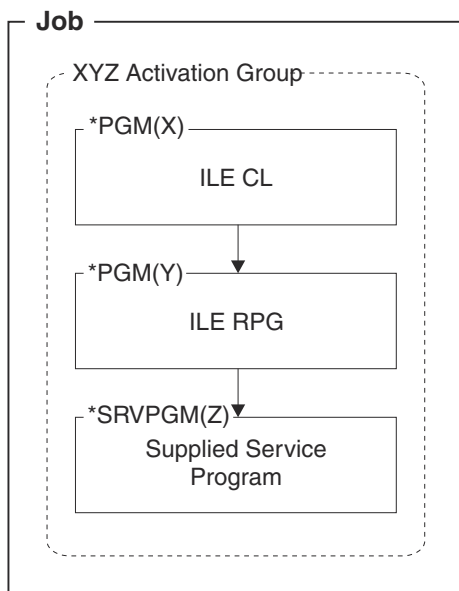 Job
XYZ Activation Group
*PGM(X)
ILE CL
*PGM(Y)
ILE RPG
*SRVPGM(Z)
Supplied Service
Program